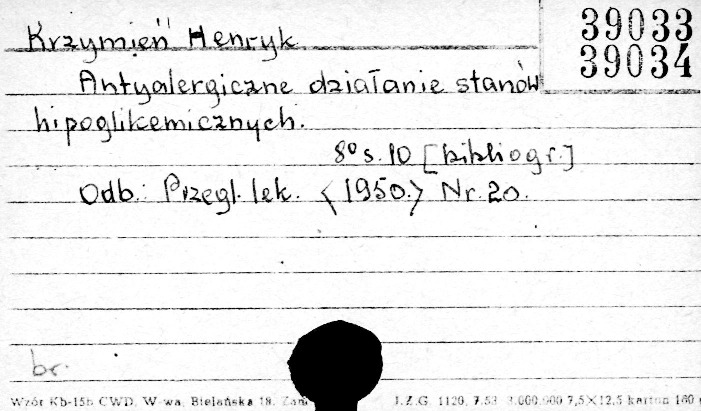 39033
39034
Krzymień Henryk
Antyalergiczne działanie stanów
hipoglikemicznych.
8° s. 10 [bibliogr.]
Odb.: Przegl. lek. <1950.> Nr. 20.
br.
Wzór Kb-15b CWD, W-wa, Bielańska 18. Zam J.Z.G. 1120. 7.53 3.000.000 7,5×12,5 karton 160